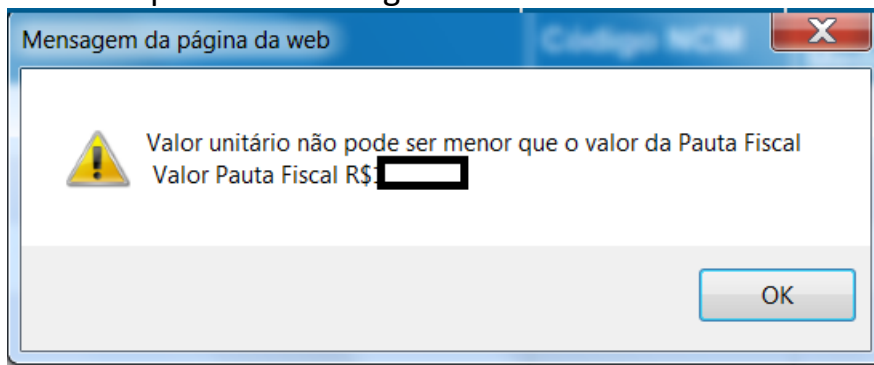 Mensagem da página da web
Código NCM
X
Valor unitário não pode ser menor que o valor da Pauta Fiscal
Valor Pauta Fiscal R$
OK